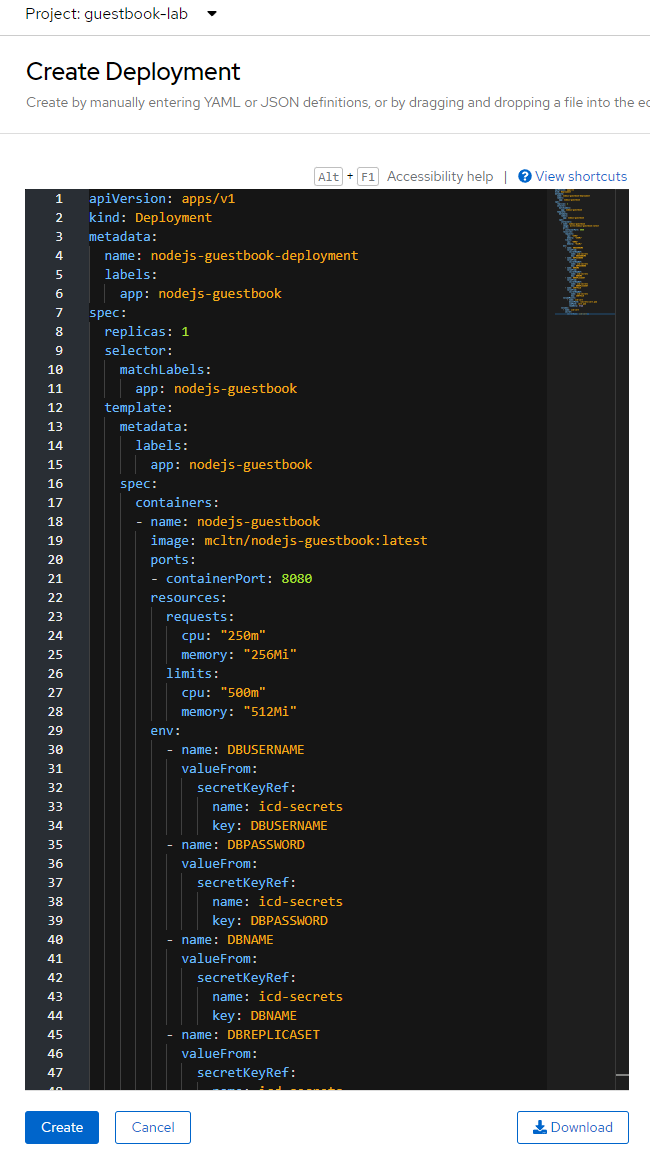 Project: guestbook-lab
Create Deployment
Create by manually entering YAML or JSON definitions, or by dragging and dropping a file into the
Alt + F1 Accessibility help | View shortcuts
1 apiVersion: apps/v1
2 kind: Deployment
3 metadata:
4 name: nodejs-guestbook-deployment
5 labels:
6 app: nodejs-guestbook
7 spec:
8 replicas: 1
9 selector:
10 matchLabels:
11 app: nodejs-guestbook
12 template:
13 metadata:
14 labels:
15 app: nodejs-guestbook
16 spec:
17 containers:
18 - name: nodejs-guestbook
19 image: mcltn/nodejs-guestbook:latest
20 ports:
21 - containerPort: 8080
22 resources:
23 requests:
24 cpu: "250m"
25 memory: "256Mi"
26 limits:
27 cpu: "500m"
28 memory: "512Mi"
29 env:
30 - name: DBUSERNAME
31 valueFrom:
32 secretKeyRef:
33 name: icd-secrets
34 key: DBUSERNAME
35 - name: DBPASSWORD
36 valueFrom:
37 secretKeyRef:
38 name: icd-secrets
39 key: DBPASSWORD
40 - name: DBNAME
41 valueFrom:
42 secretKeyRef:
43 name: icd-secrets
44 key: DBNAME
45 - name: DBREPLICASET
46 valueFrom:
47 secretKeyRef:
Create Cancel Download